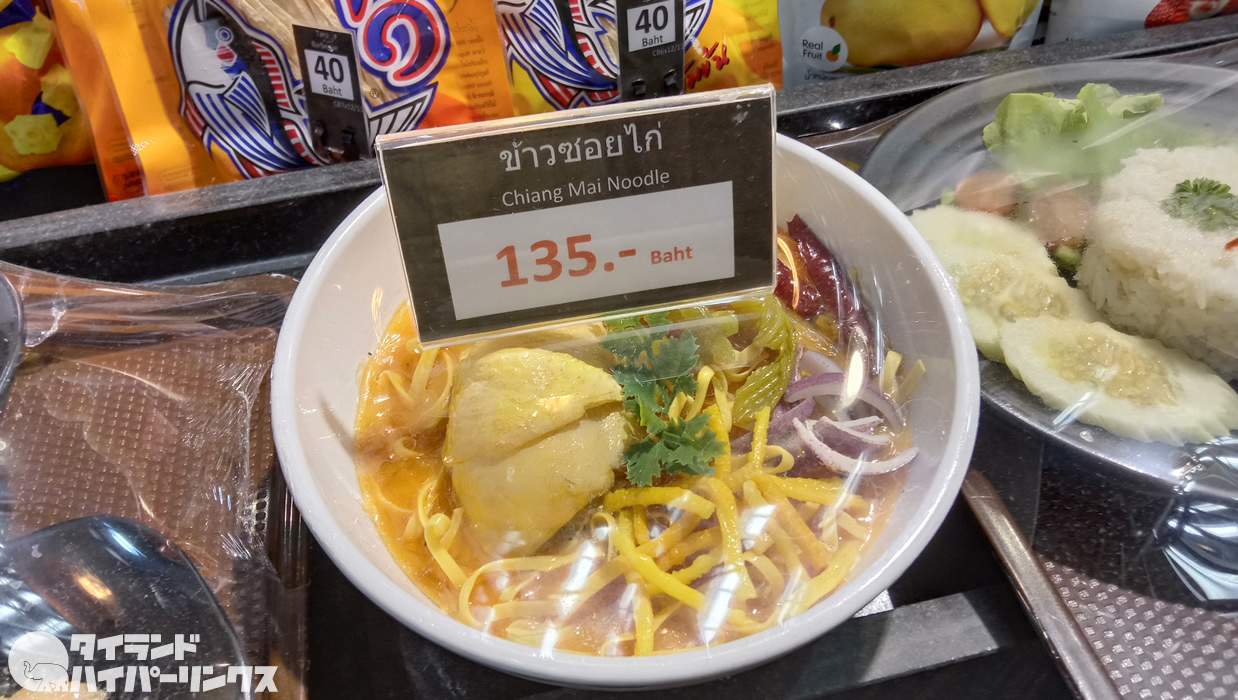 40
Baht
40
Baht
Real
Fruit
ข้าวซอยไก่
Chiang Mai Noodle
135.- Baht
タイランド
ハイパーリンクス